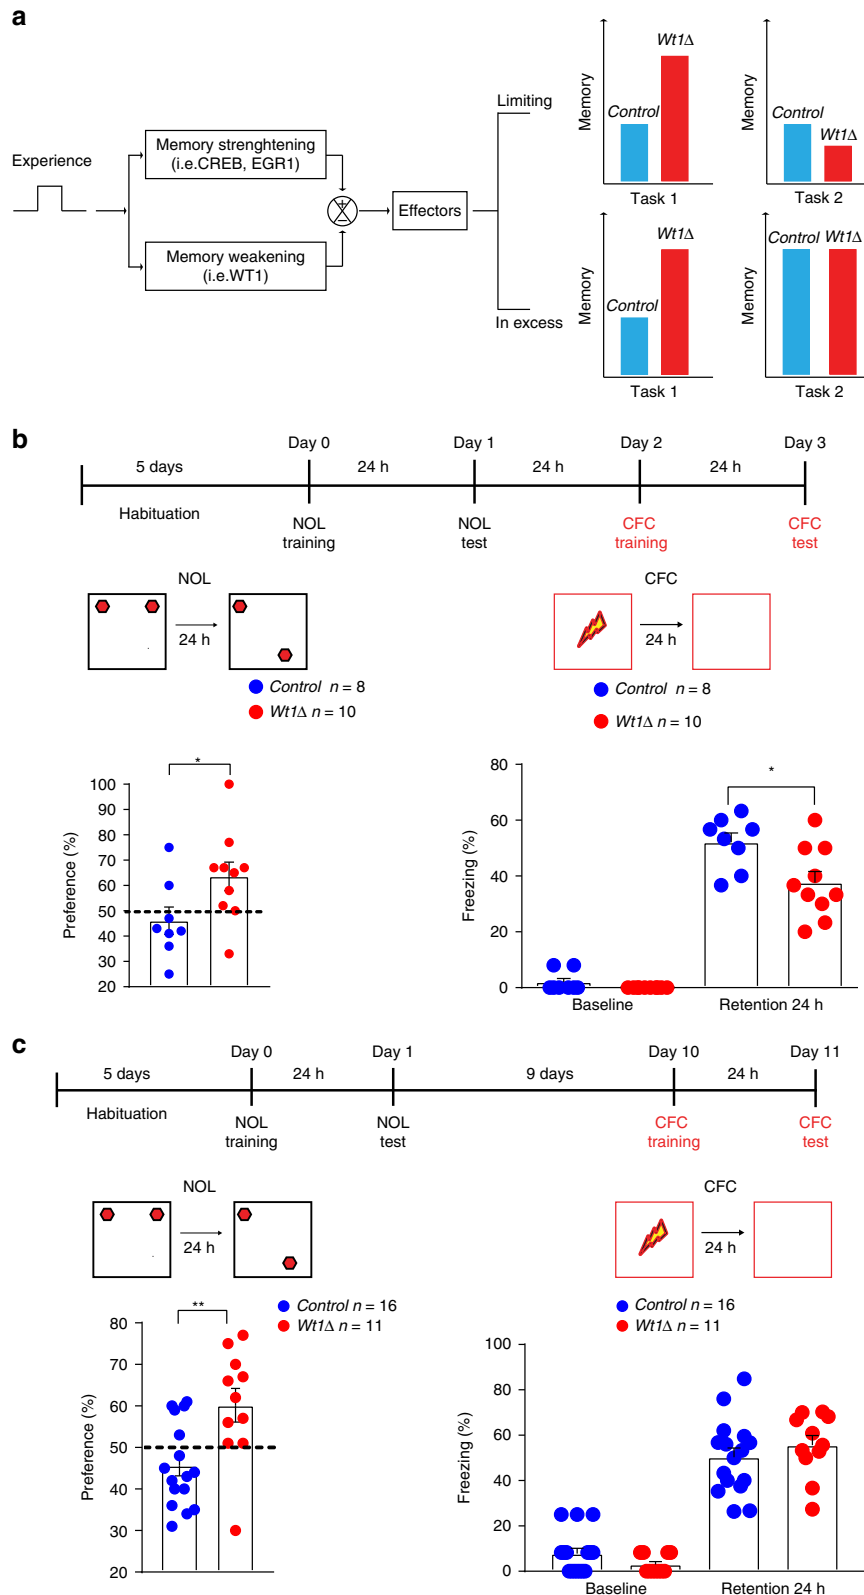 a
Experience
Memory strenghtening
(i.e.CREB, EGR1)
Memory weakening
(i.e.WT1)
+
−
Effectors
Limiting
In excess
Memory
Control
Wt1Δ
Task 1
Memory
Control
Wt1Δ
Task 2
Memory
Control
Wt1Δ
Task 1
Memory
Control Wt1Δ
Task 2
b
Day 0 Day 1 Day 2 Day 3
5 days 24 h 24 h 24 h
Habituation
NOL training
NOL test
CFC training
CFC test
NOL
24 h
Control n = 8
Wt1Δ n = 10
CFC
24 h
Control n = 8
Wt1Δ n = 10
Preference (%)
100
90
80
70
60
50
40
30
20
*
Freezing (%)
80
60
40
20
0
*
Baseline Retention 24 h
c
Day 0 Day 1 Day 10 Day 11
5 days 24 h 9 days 24 h
Habituation
NOL training
NOL test
CFC training
CFC test
NOL
24 h
Control n = 16
Wt1Δ n = 11
CFC
24 h
Control n = 16
Wt1Δ n = 11
Preference (%)
80
70
60
50
40
30
20
**
Freezing (%)
100
80
60
40
20
0
Baseline Retention 24 h